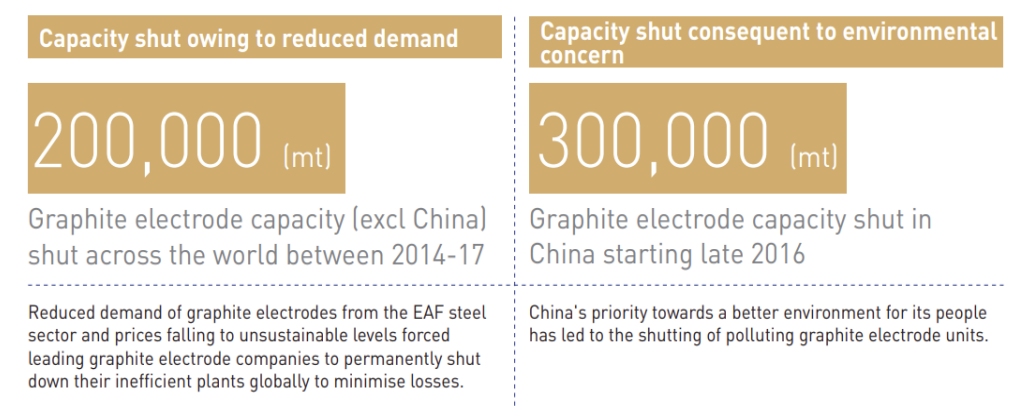 Capacity shut owing to reduced demand
200,000 (mt)
Graphite electrode capacity (excl China)
shut across the world between 2014-17
Reduced demand of graphite electrodes from the EAF steel
sector and prices falling to unsustainable levels forced
leading graphite electrode companies to permanently shut
down their inefficient plants globally to minimise losses.
Capacity shut consequent to environmental
concern
300,000 (mt)
Graphite electrode capacity shut in
China starting late 2016
China's priority towards a better environment for its people
has led to the shutting of polluting graphite electrode units.